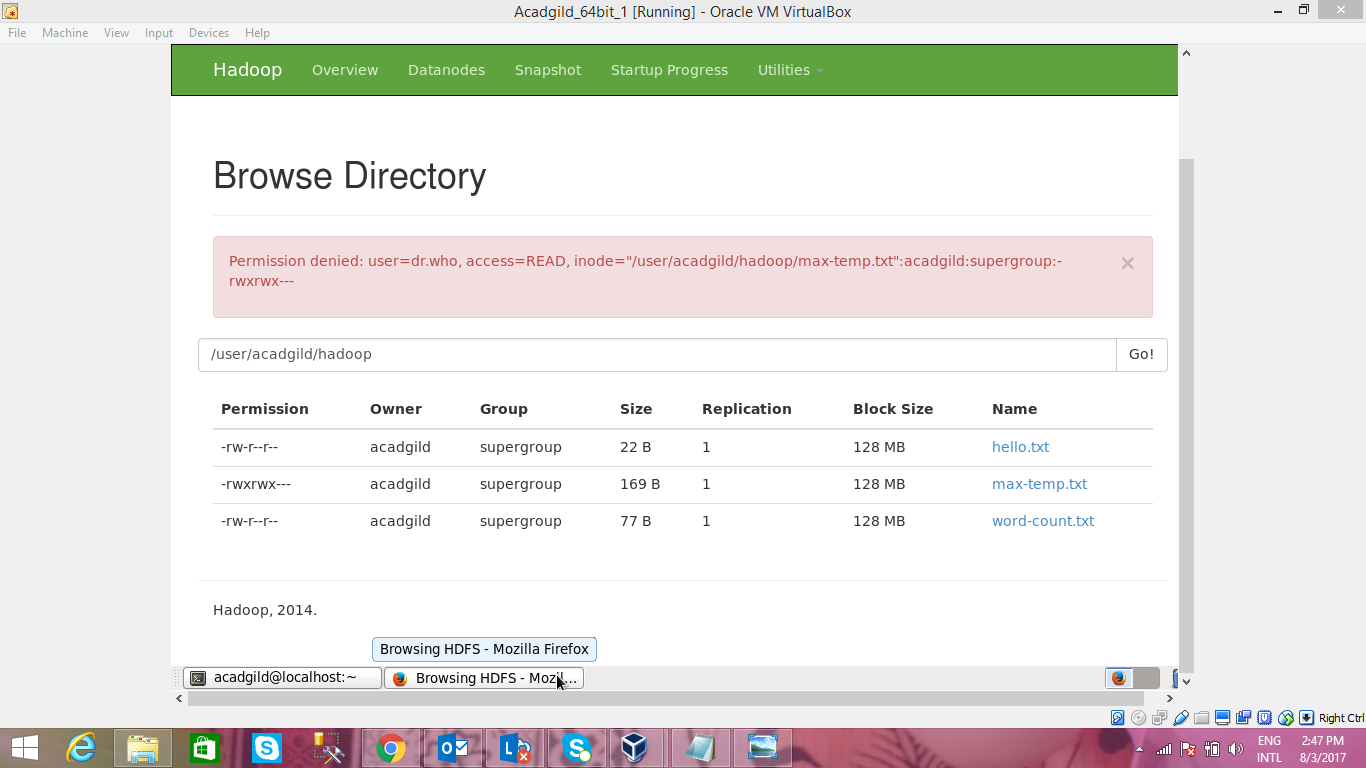 Acadgild_64bit_1 [Running] - Oracle VM VirtualBox
File Machine View Input Devices Help
Hadoop Overview Datanodes Snapshot Startup Progress Utilities
Browse Directory
Permission denied: user=dr.who, access=READ, inode="/user/acadgild/hadoop/max-temp.txt":acadgild:supergroup:-
rwxrwx---
/user/acadgild/hadoop Go!
Permission Owner Group Size Replication Block Size Name
-rw-r--r-- acadgild supergroup 22 B 1 128 MB hello.txt
-rwxrwx--- acadgild supergroup 169 B 1 128 MB max-temp.txt
-rw-r--r-- acadgild supergroup 77 B 1 128 MB word-count.txt
Hadoop, 2014.
Browsing HDFS - Mozilla Firefox
acadgild@localhost:~ Browsing HDFS - Mozil...
Right Ctrl
ENG 2:47 PM
INTL 8/3/2017